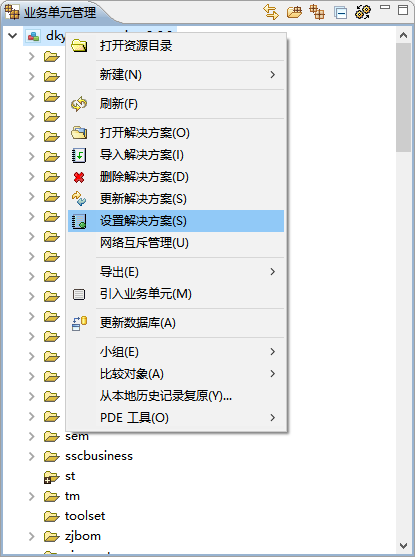 业务单元管理
打开资源目录
新建(N)
刷新(F)
打开解决方案(O)
导入解决方案(I)
删除解决方案(D)
更新解决方案(S)
设置解决方案(S)
网络互斥管理(U)
导出(E)
引入业务单元(M)
更新数据库(A)
小组(E)
比较对象(A)
从本地历史记录复原(Y)...
PDE 工具(O)
sem
sscbusiness
st
tm
toolset
zjbom